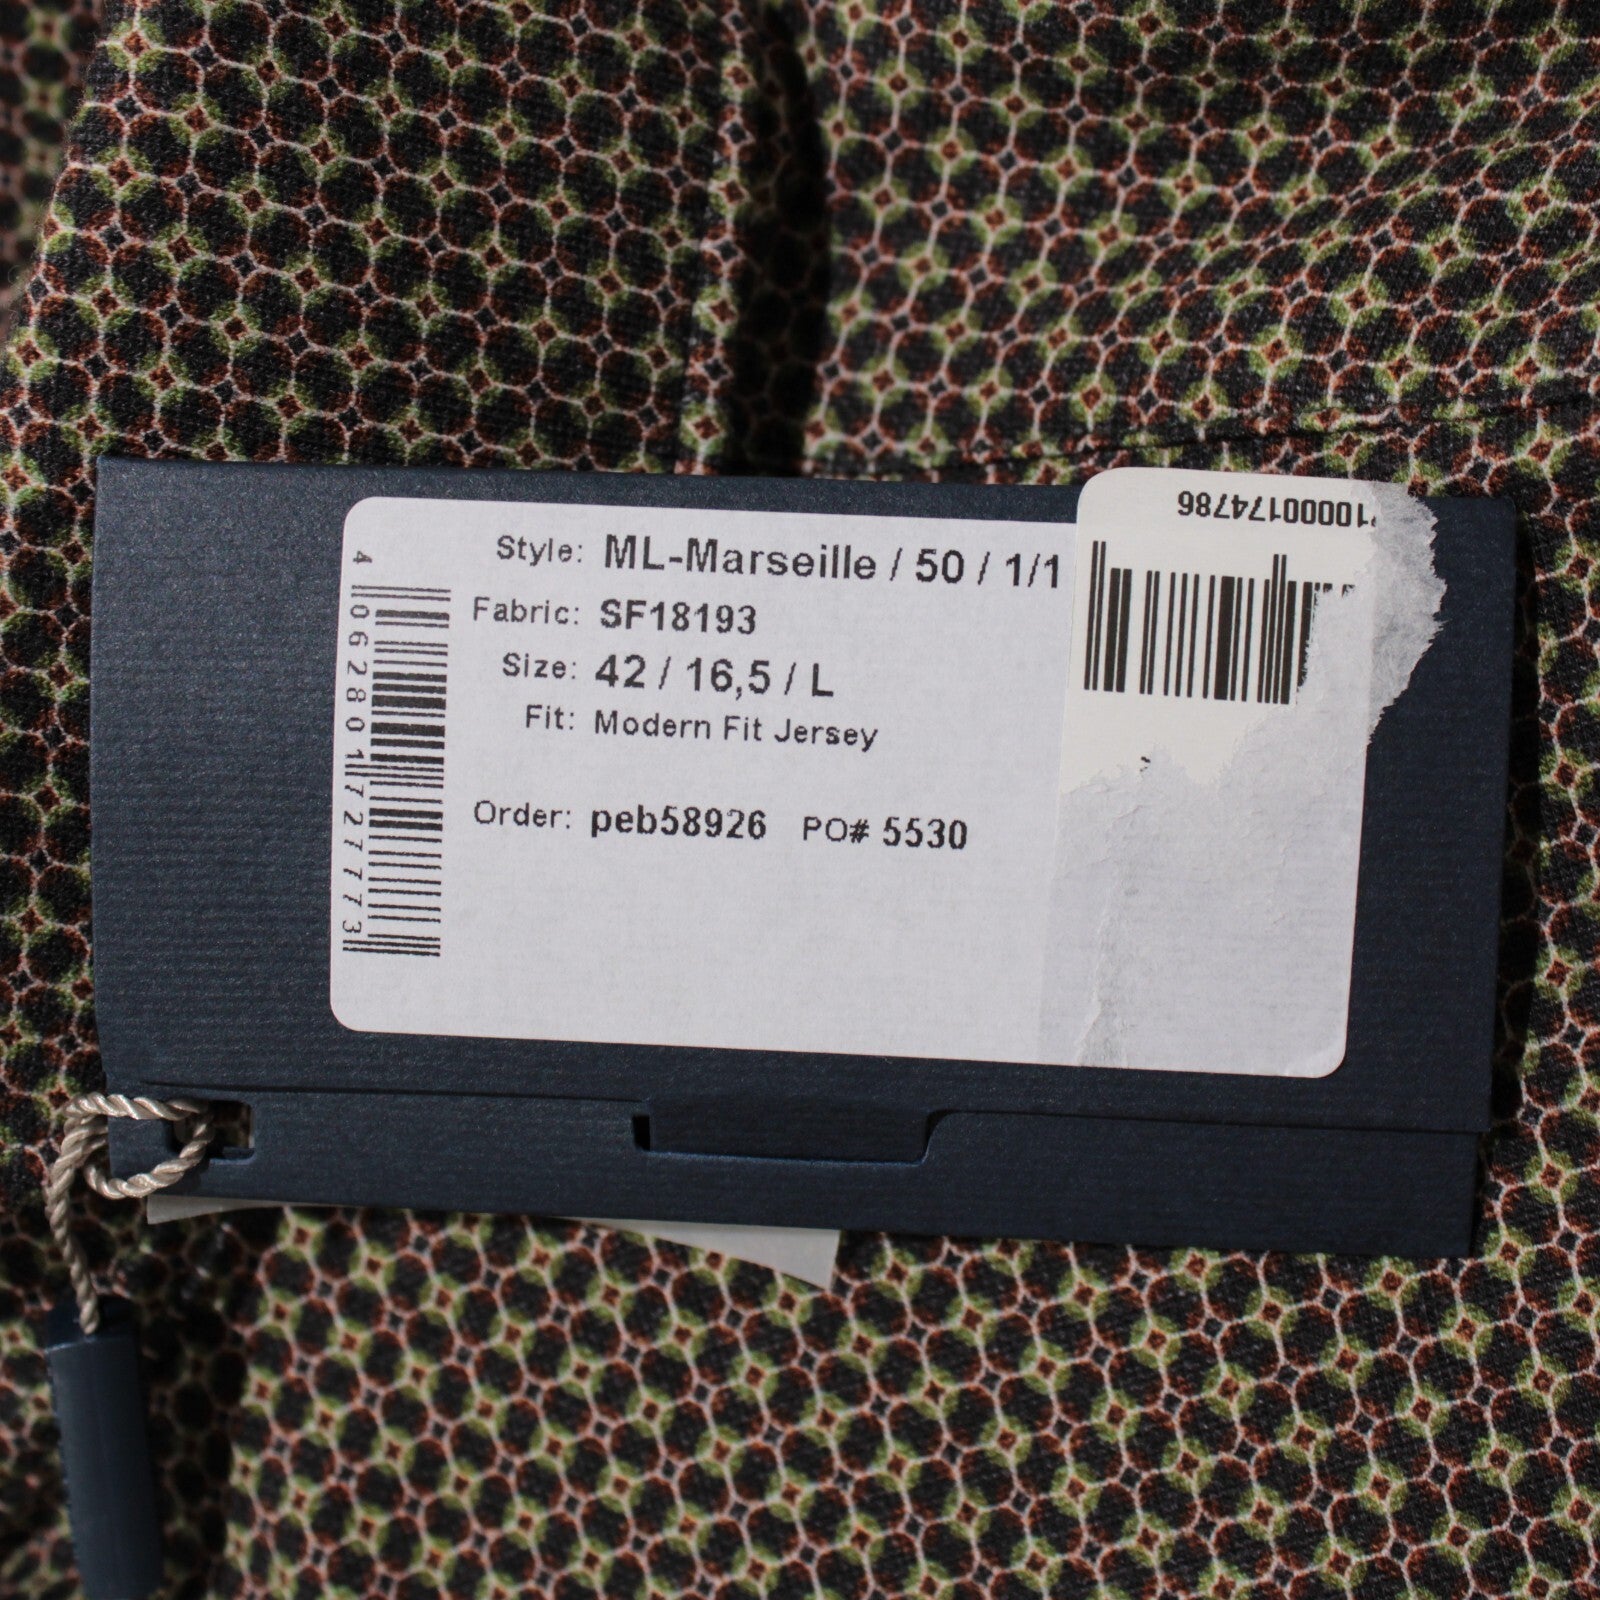 Style: ML-Marseille / 50 / 1/1
Fabric: SF18193
Size: 42 / 16,5 / L
Fit: Modern Fit Jersey
Order: peb58926 PO# 5530
4 062801 727773
1000174786